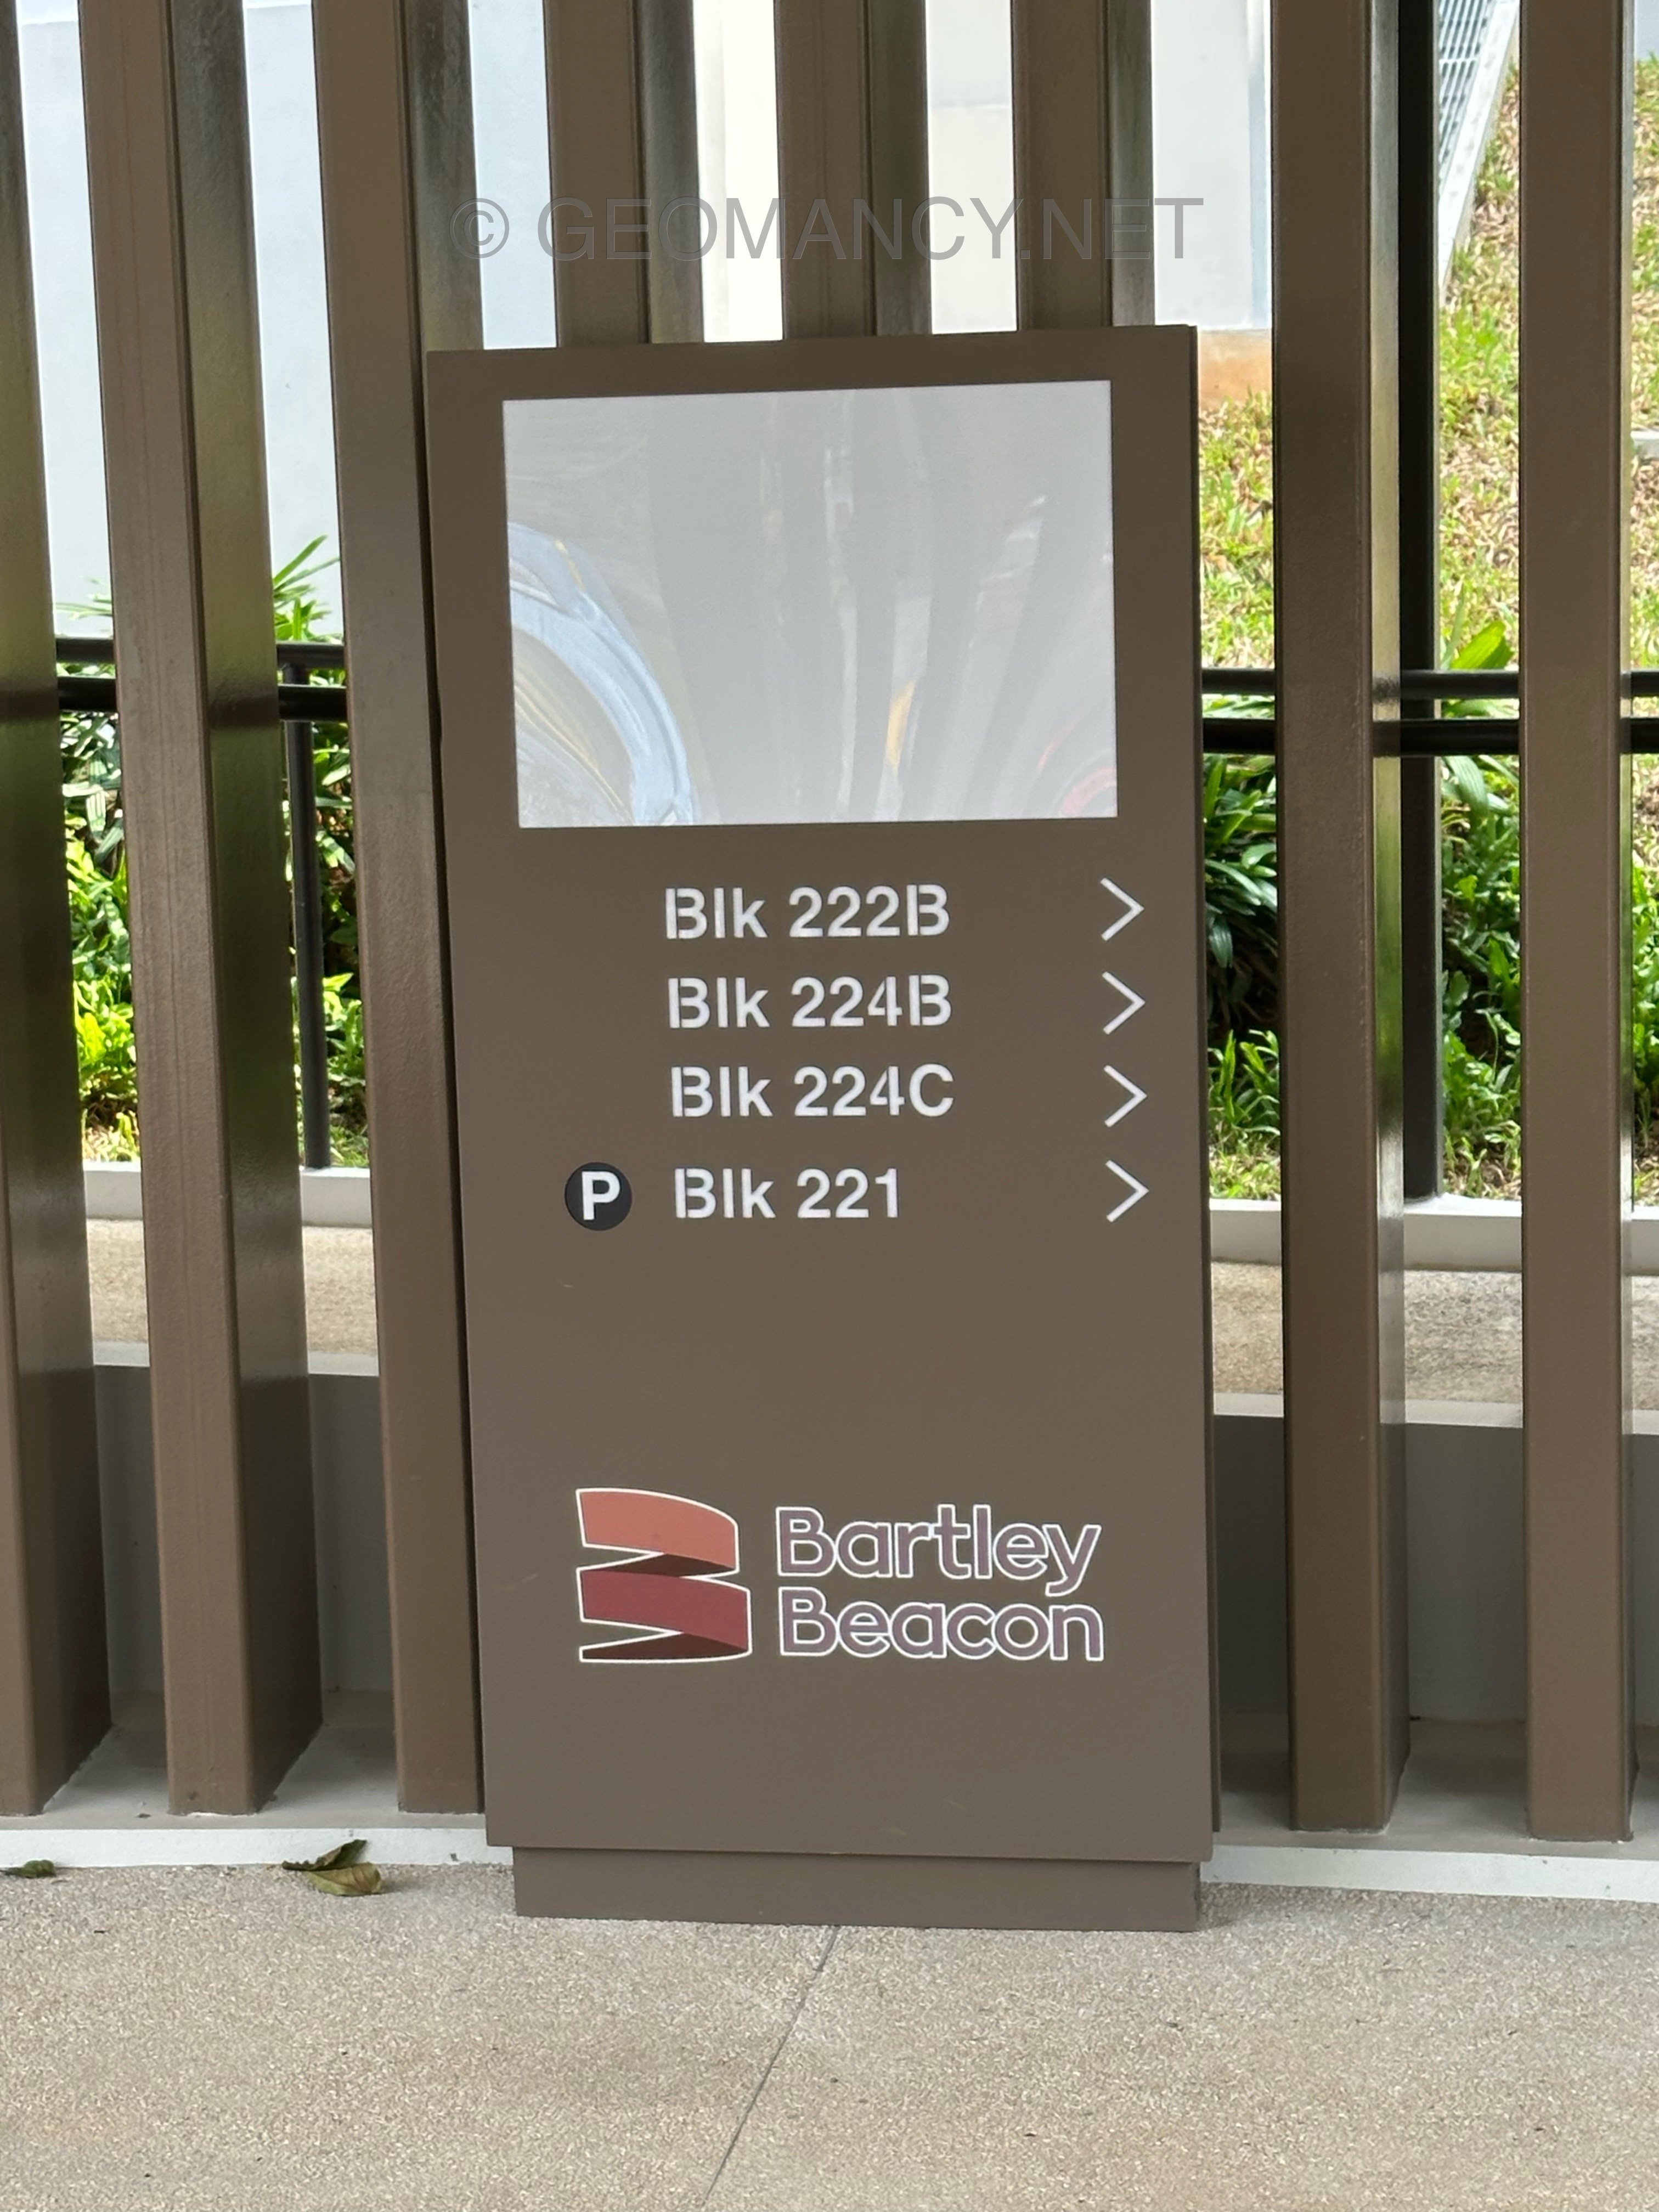 © GEOMANCY.NET
Blk 222B >
Blk 224B >
Blk 224C >
P Blk 221 >
Bartley
Beacon